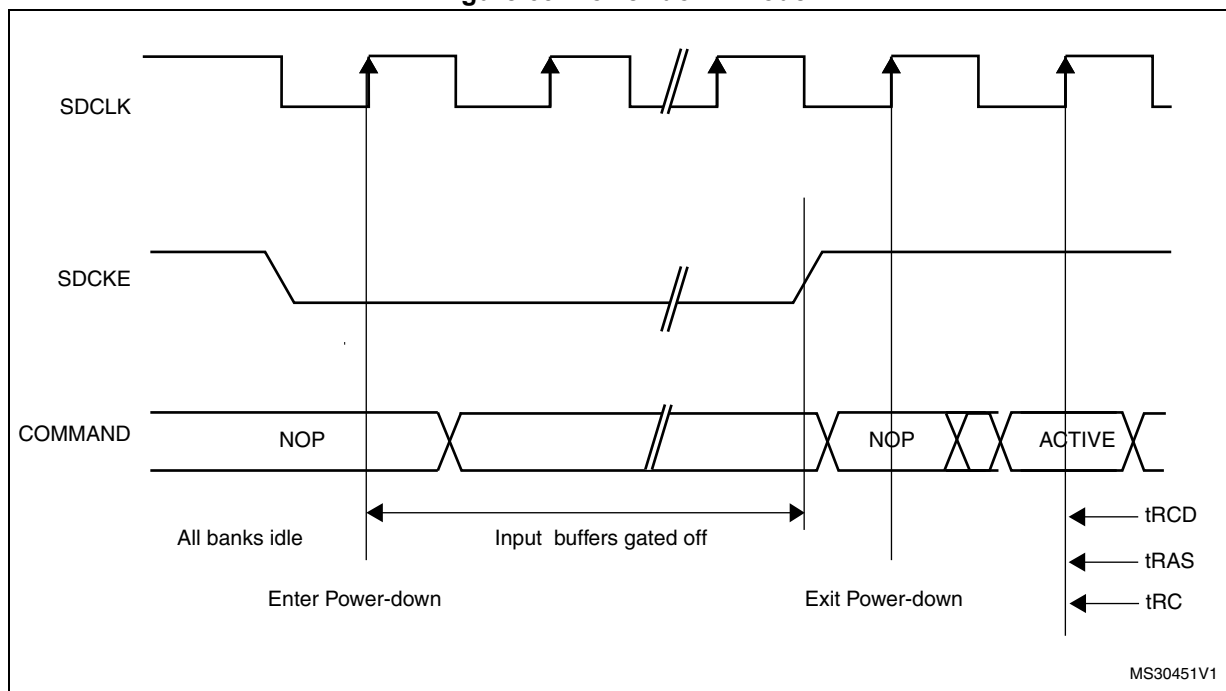 SDCLK
SDCKE
COMMAND
NOP
NOP
ACTIVE
All banks idle
Input buffers gated off
tRCD
tRAS
Enter Power-down
Exit Power-down
tRC
MS30451V1